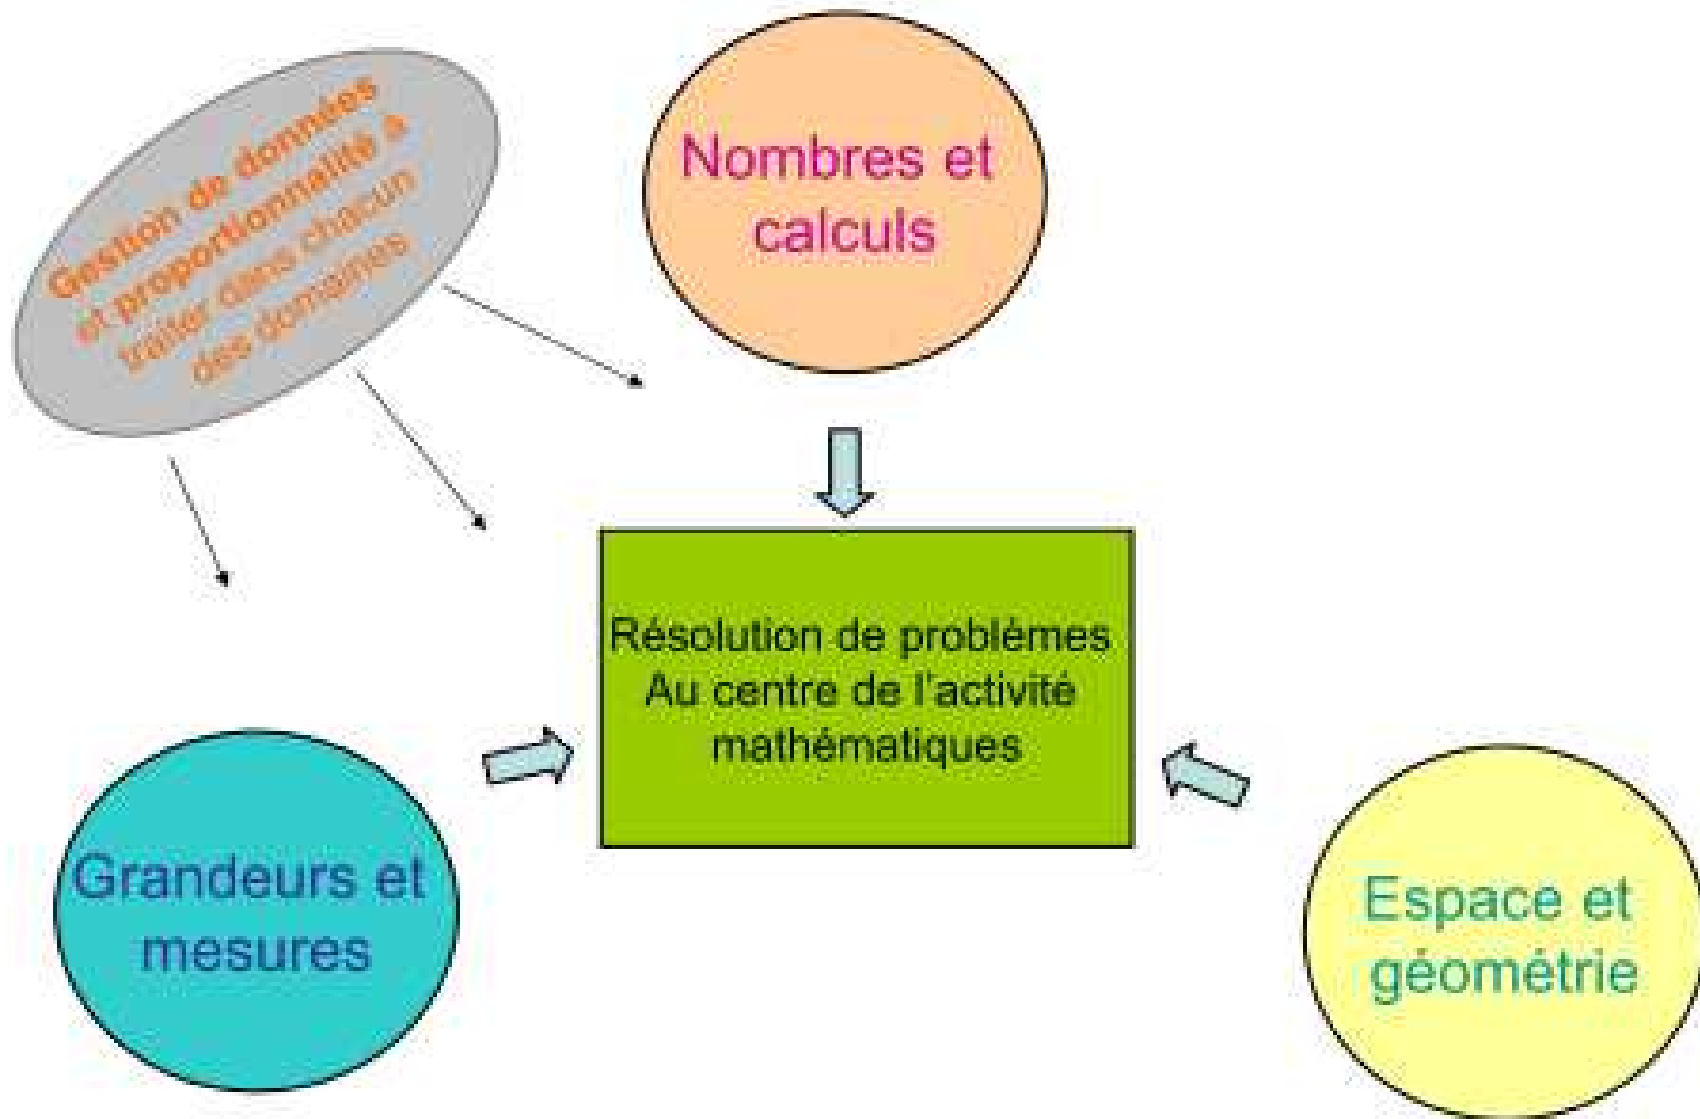 Gestion de données
et proportionnalité à
traiter dans chacun
des domaines
Nombres et
calculs
Résolution de problèmes
Au centre de l'activité
mathématiques
Grandeurs et
mesures
Espace et
géométrie